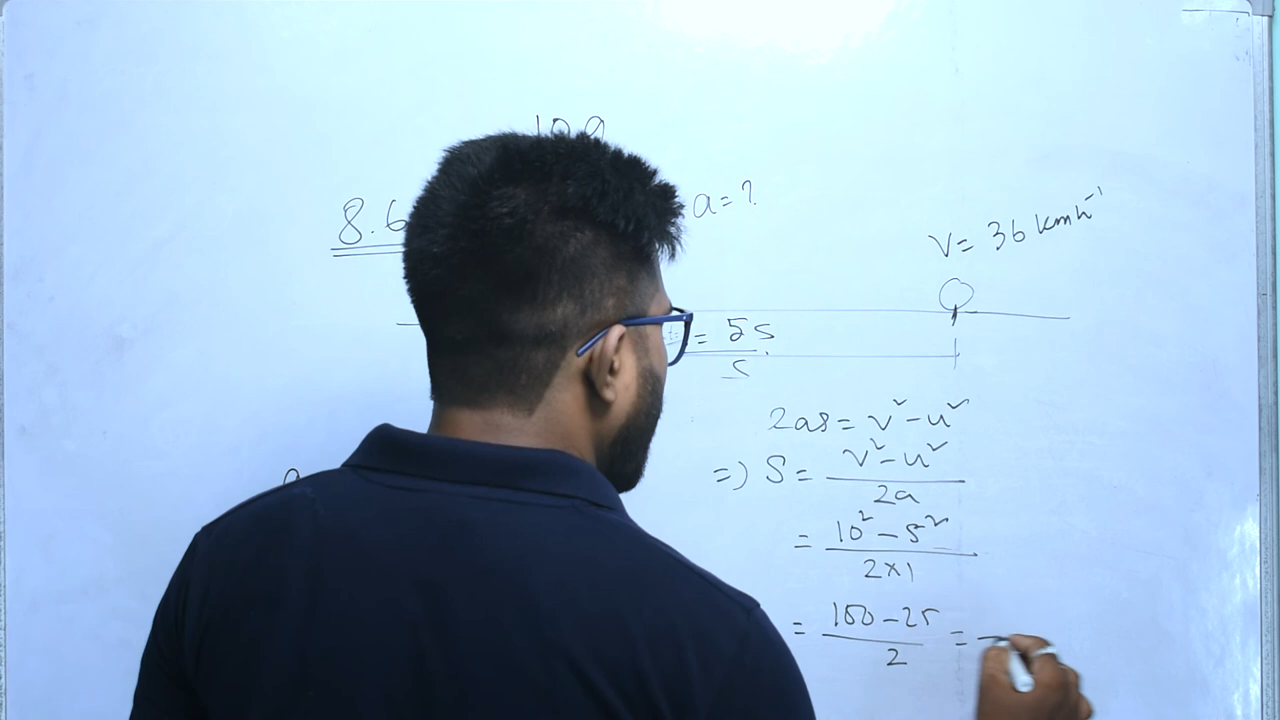 109
8.6
a = ?
V = 36 kmh⁻¹
= 5s
s
2as = v² - u²
=) S = v² - u² / 2a
= 10² - 5² / 2×1
= 100 - 25 / 2 =